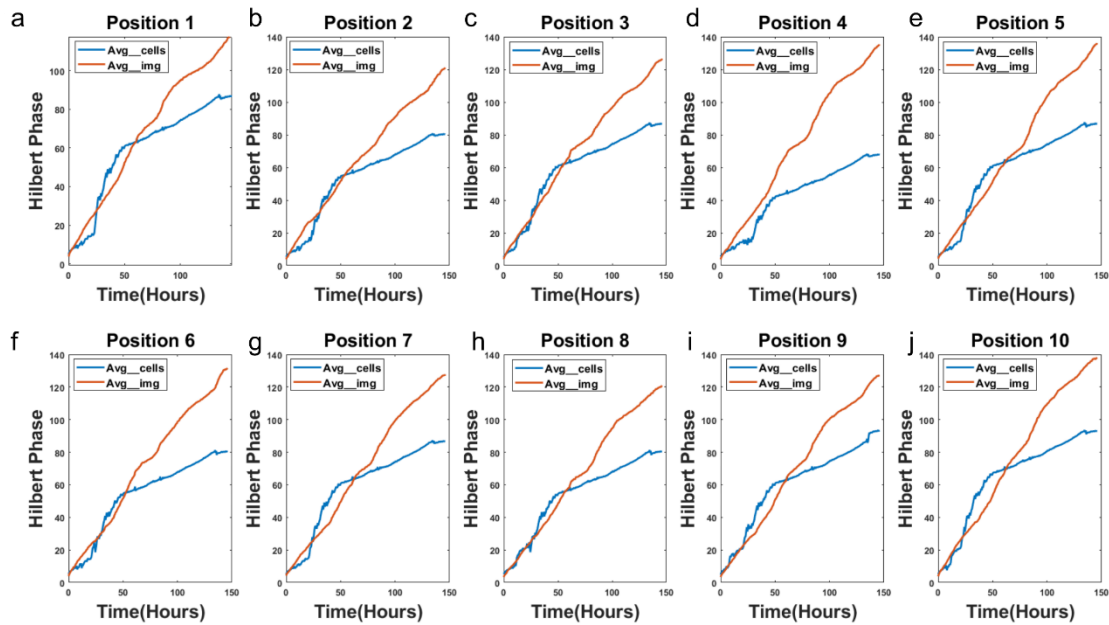 a Position 1
b Position 2
c Position 3
d Position 4
e Position 5
Avg__cells
Avg__img
Avg__cells
Avg__img
Avg__cells
Avg__img
Avg__cells
Avg__img
Avg__cells
Avg__img
Hilbert Phase
Hilbert Phase
Hilbert Phase
Hilbert Phase
Hilbert Phase
100
80
60
40
20
0
140
120
100
80
60
40
20
0
140
120
100
80
60
40
20
0
140
120
100
80
60
40
20
0
140
120
100
80
60
40
20
0
0 50 100
0 50 100 150
0 50 100 150
0 50 100 150
0 50 100 150
Time(Hours)
Time(Hours)
Time(Hours)
Time(Hours)
Time(Hours)
f Position 6
g Position 7
h Position 8
i Position 9
j Position 10
Avg__cells
Avg__img
Avg__cells
Avg__img
Avg__cells
Avg__img
Avg__cells
Avg__img
Avg__cells
Avg__img
Hilbert Phase
Hilbert Phase
Hilbert Phase
Hilbert Phase
Hilbert Phase
140
120
100
80
60
40
20
0
140
120
100
80
60
40
20
0
140
120
100
80
60
40
20
0
140
120
100
80
60
40
20
0
140
120
100
80
60
40
20
0
0 50 100 150
0 50 100 150
0 50 100 150
0 50 100 150
0 50 100 150
Time(Hours)
Time(Hours)
Time(Hours)
Time(Hours)
Time(Hours)